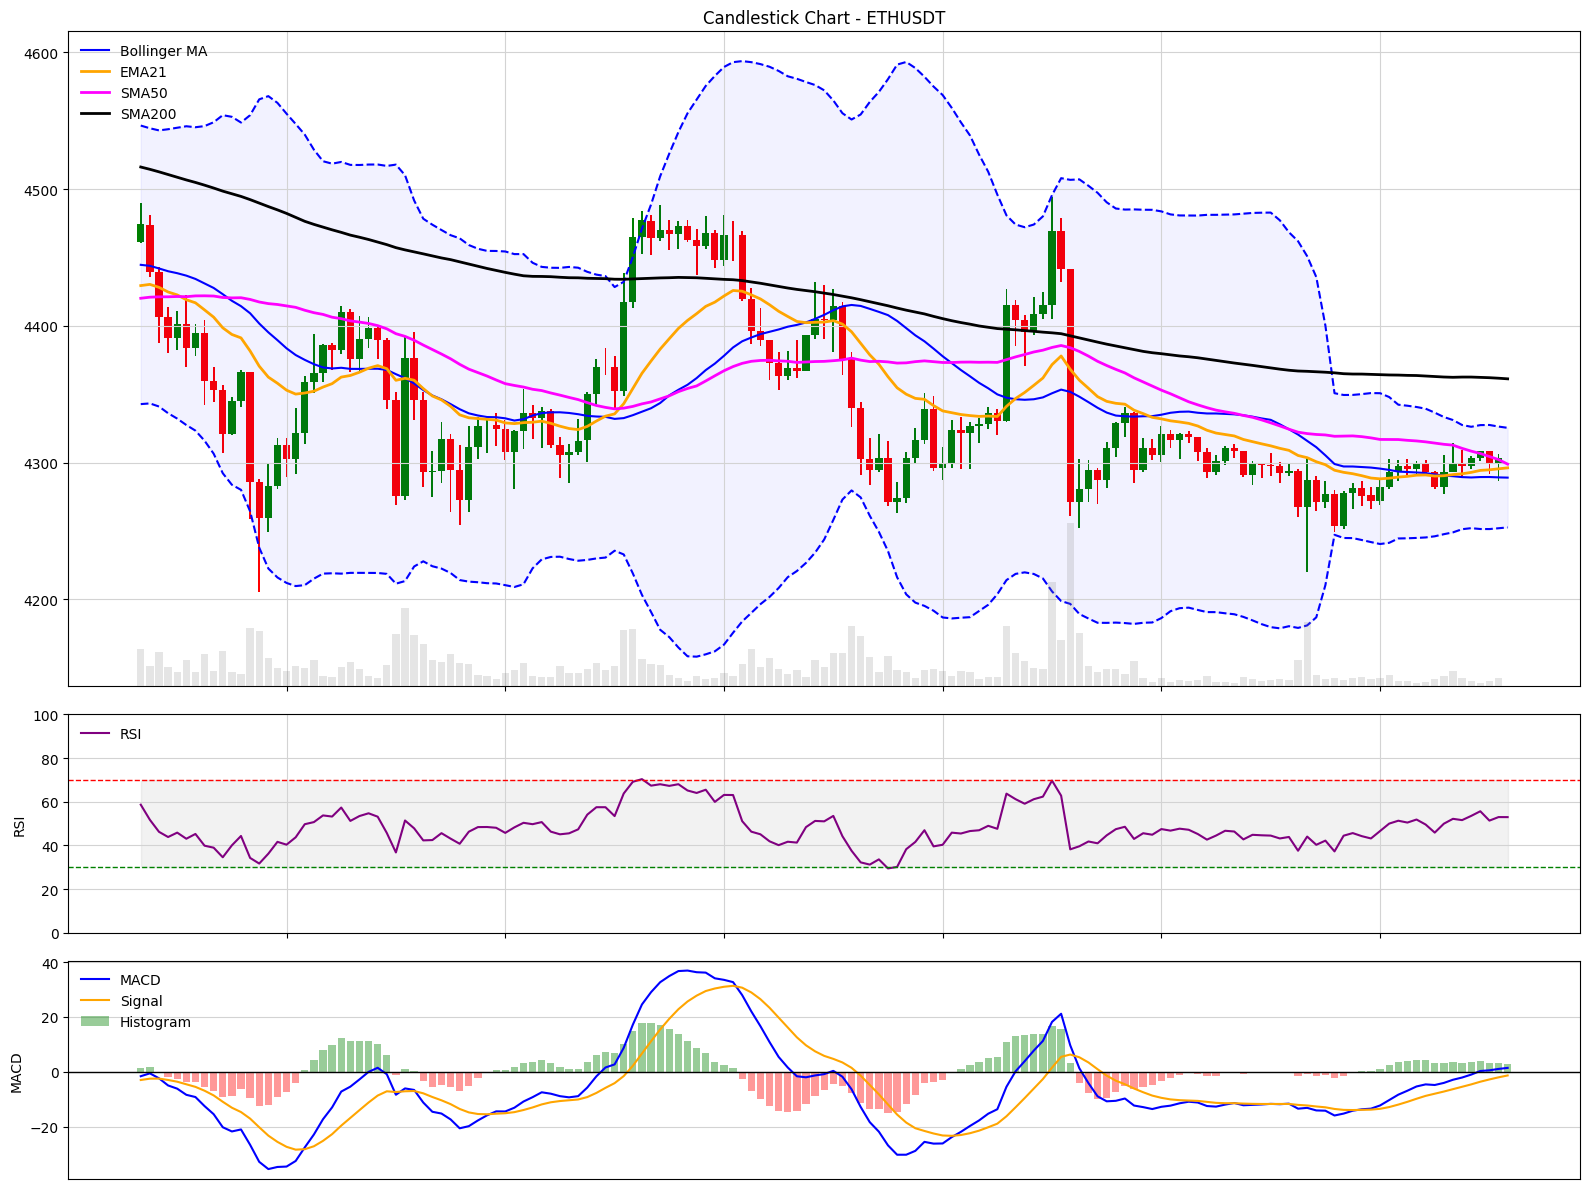 Candlestick Chart - ETHUSDT
Bollinger MA
EMA21
SMA50
SMA200
4600
4500
4400
4300
4200
RSI
RSI
100
80
60
40
20
0
MACD
Signal
Histogram
MACD
40
20
0
−20